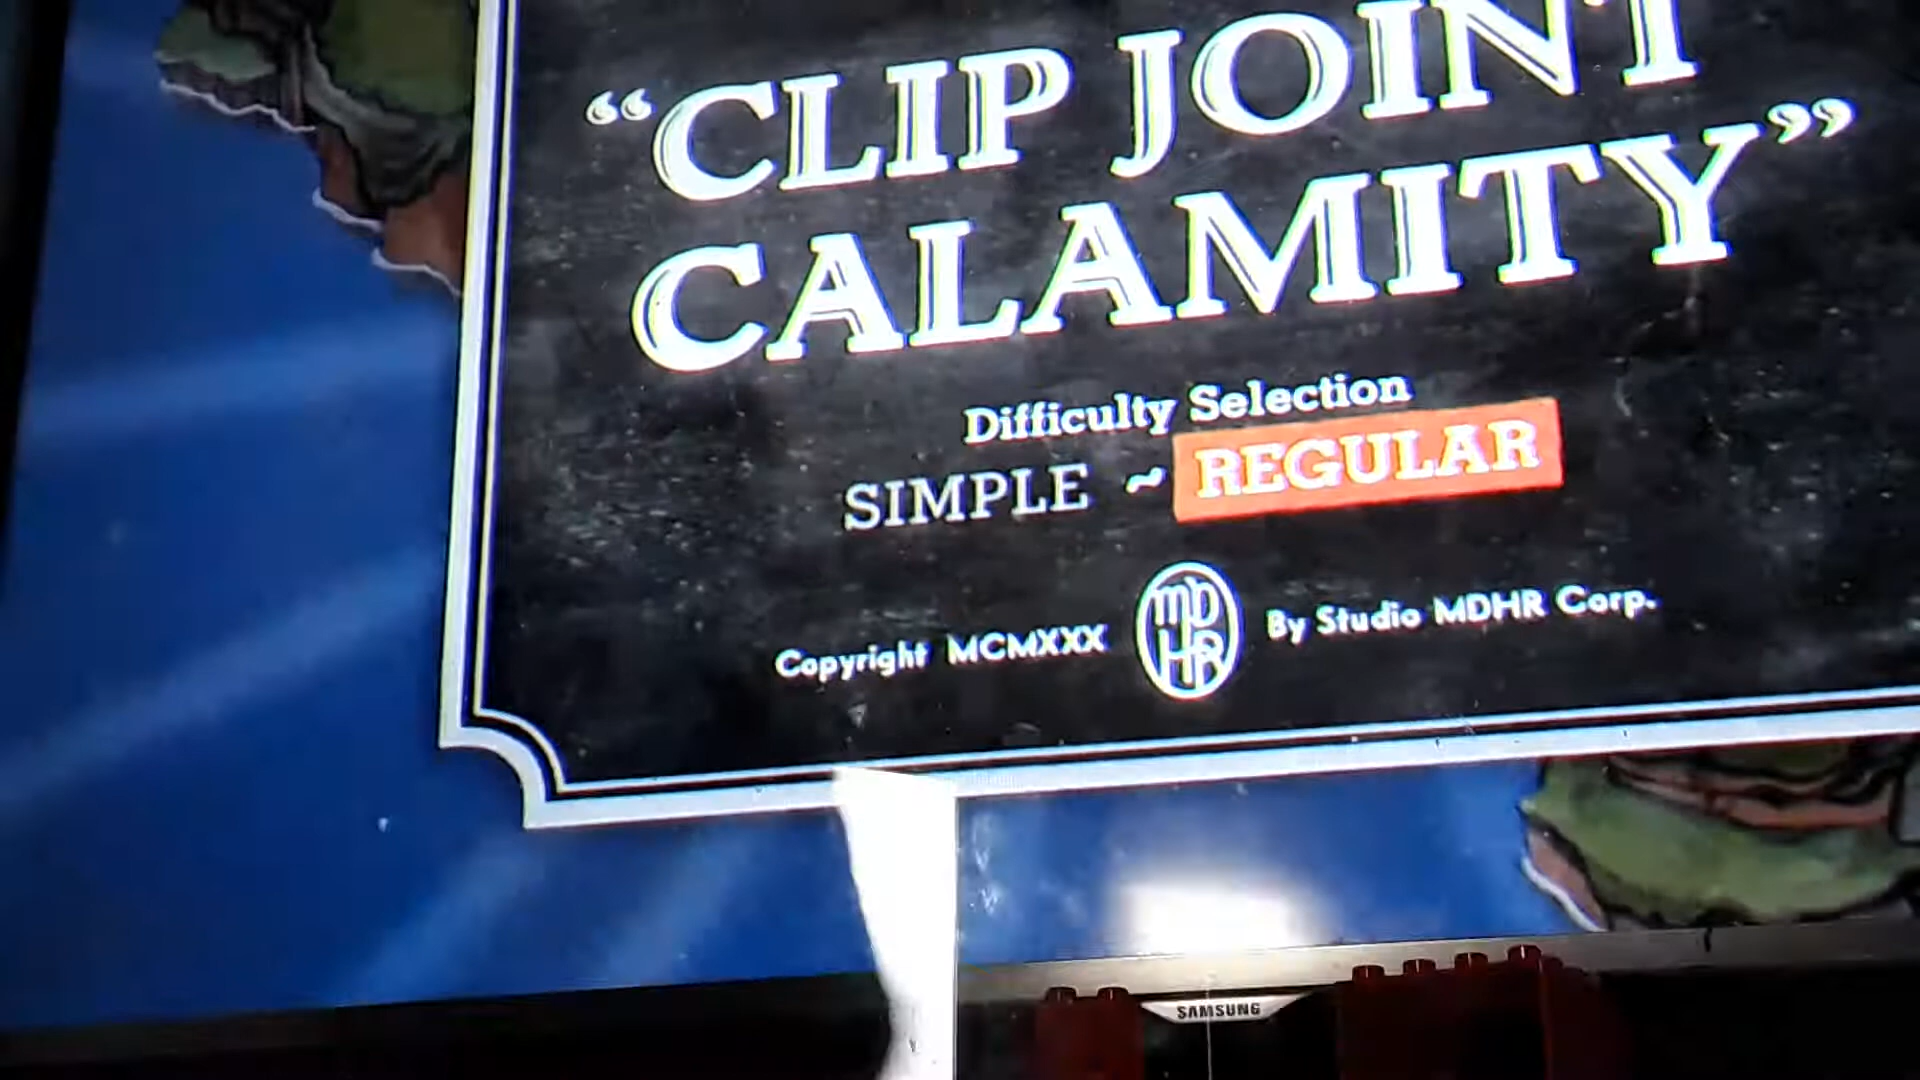 “CLIP JOINT
CALAMITY”
Difficulty Selection
SIMPLE ~ REGULAR
Copyright MCMXXX MDHR By Studio MDHR Corp.
SAMSUNG